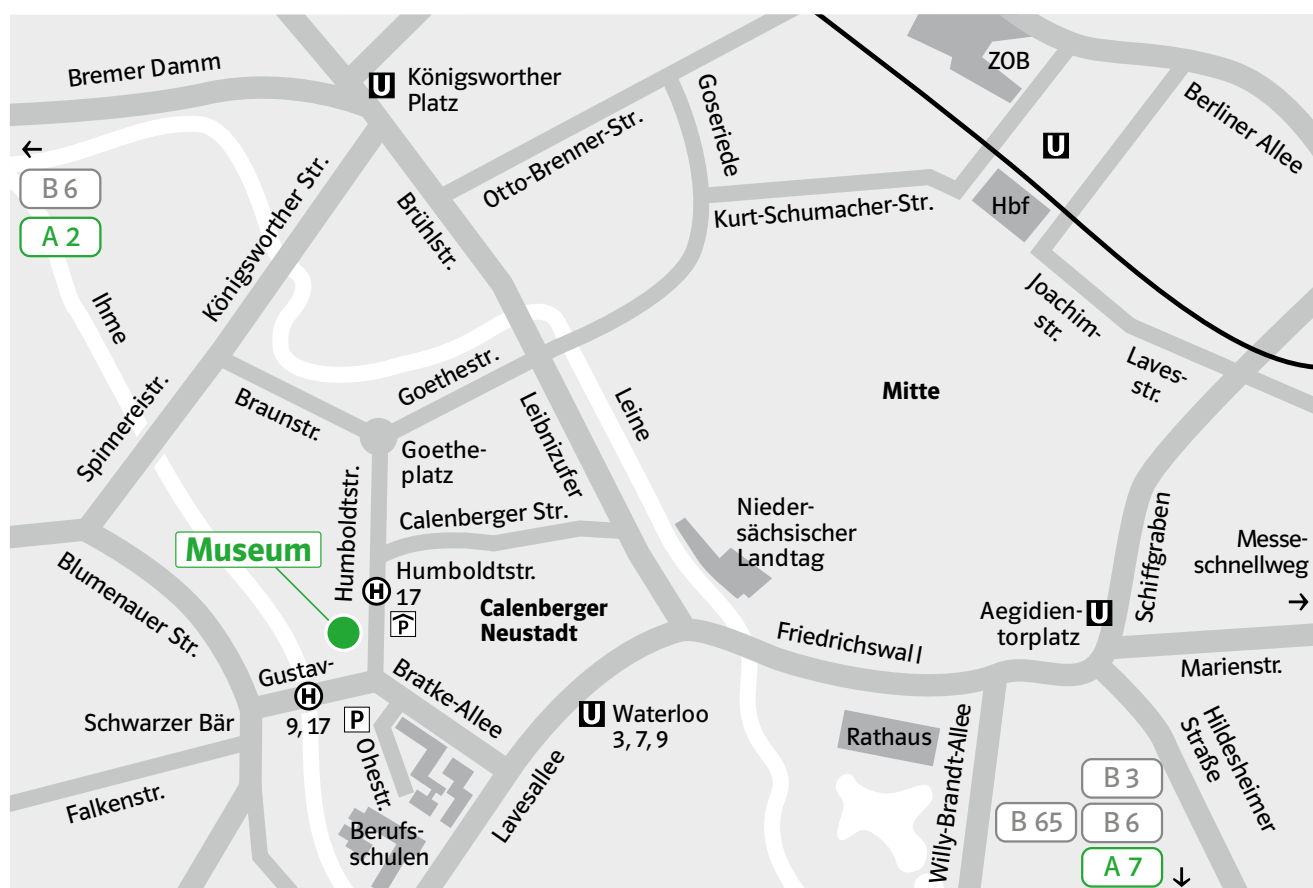 Bremer Damm
U
Königsworther
Platz
ZOB
Goseriede
Berliner Allee
U
Otto-Brenner-Str.
B 6
A 2
Königsworther Str.
Brühlstr.
Kurt-Schumacher-Str.
Hbf
Ihme
Joachim-
str.
Laves-
str.
Goethestr.
Leibnizufer
Leine
Mitte
Spinnereistr.
Braunstr.
Goethe-
platz
Humboldtstr.
Calenberger Str.
Nieder-
sächsischer
Landtag
Schiffgraben
Messe-
schnellweg
Museum
Blumenauer Str.
H
Humboldtstr.
17
P
Calenberger
Neustadt
Aegidien-
torplatz
U
Friedrichswall
Marienstr.
Gustav-
Bratke-Allee
H
9, 17
P
Schwarzer Bär
U
Waterloo
3, 7, 9
Rathaus
Willy-Brandt-Allee
Hildesheimer
Straße
Falkenstr.
Ohestr.
Lavesallee
Berufs-
schulen
B 3
B 65
B 6
A 7